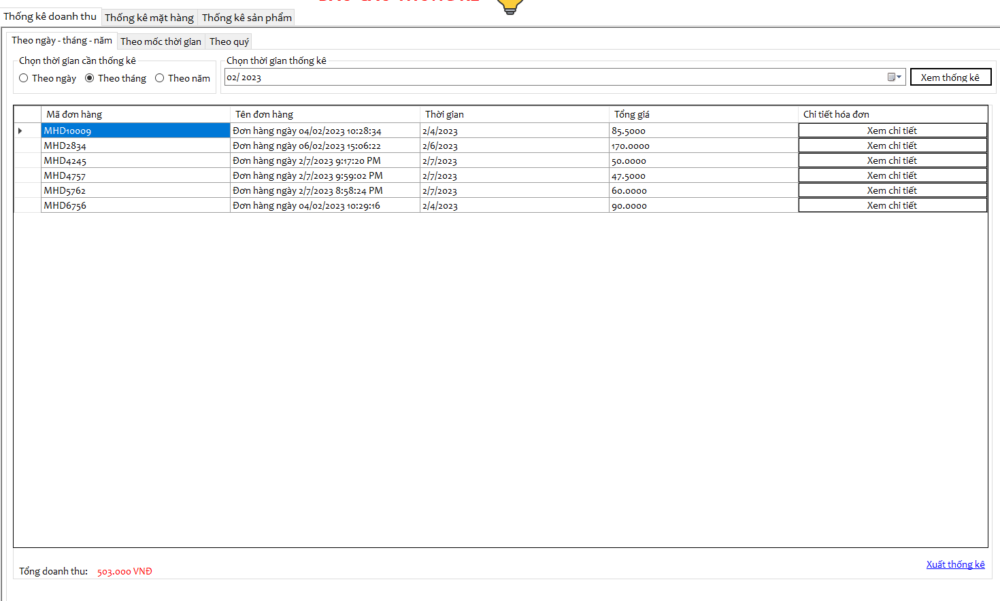 BÁO CÁO THỐNG KÊ
Thống kê doanh thu Thống kê mặt hàng Thống kê sản phẩm
Theo ngày - tháng - năm Theo mốc thời gian Theo quý
Chọn thời gian cần thống kê Chọn thời gian thống kê
Theo ngày Theo tháng Theo năm 02/ 2023 Xem thống kê
Mã đơn hàng Tên đơn hàng Thời gian Tổng giá Chi tiết hóa đơn
MHD10009 Đơn hàng ngày 04/02/2023 10:28:34 2/4/2023 85.5000 Xem chi tiết
MHD2834 Đơn hàng ngày 06/02/2023 15:06:22 2/6/2023 170.0000 Xem chi tiết
MHD4245 Đơn hàng ngày 2/7/2023 9:17:20 PM 2/7/2023 50.0000 Xem chi tiết
MHD4757 Đơn hàng ngày 2/7/2023 9:59:02 PM 2/7/2023 47.5000 Xem chi tiết
MHD5762 Đơn hàng ngày 2/7/2023 8:58:24 PM 2/7/2023 60.0000 Xem chi tiết
MHD6756 Đơn hàng ngày 04/02/2023 10:29:16 2/4/2023 90.0000 Xem chi tiết
Xuất thống kê
Tổng doanh thu: 503.000 VNĐ